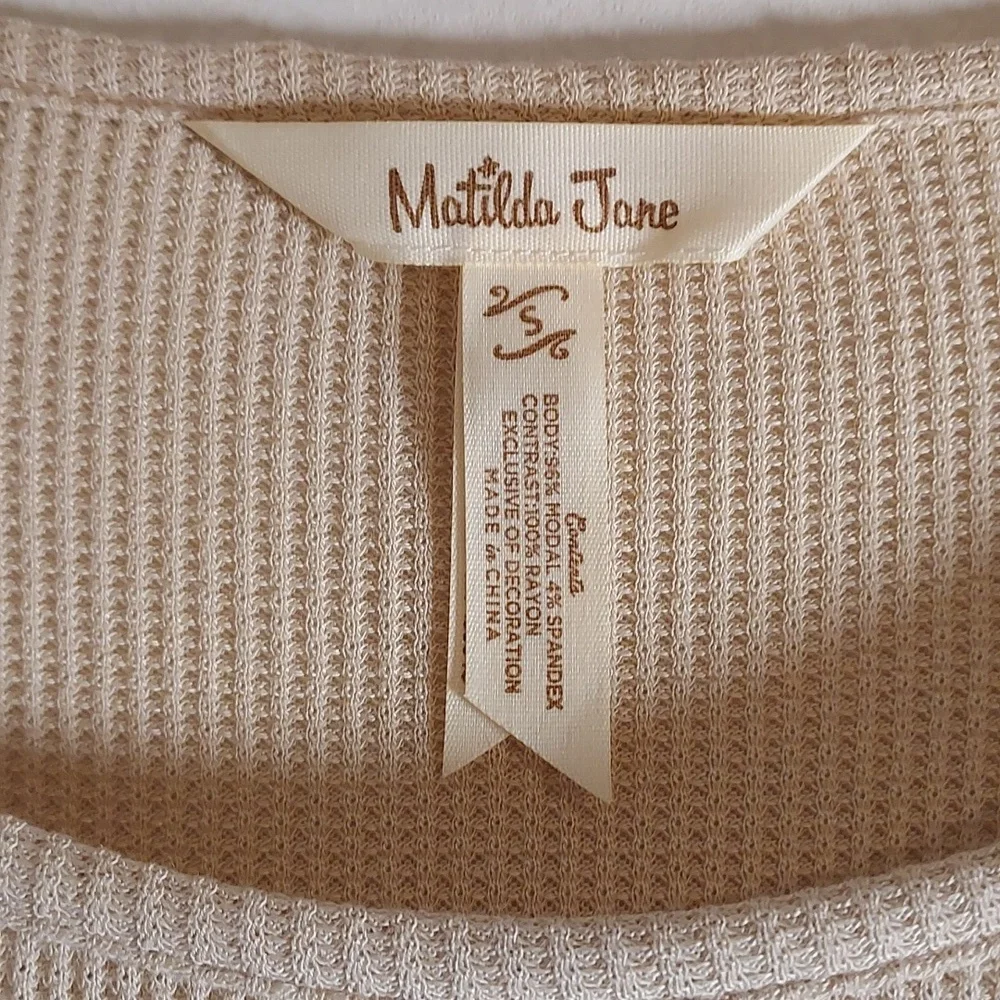 Matilda Jane
S
Contents
BODY:96% MODAL 4% SPANDEX
CONTRAST:100% RAYON
EXCLUSIVE OF DECORATION
MADE in CHINA